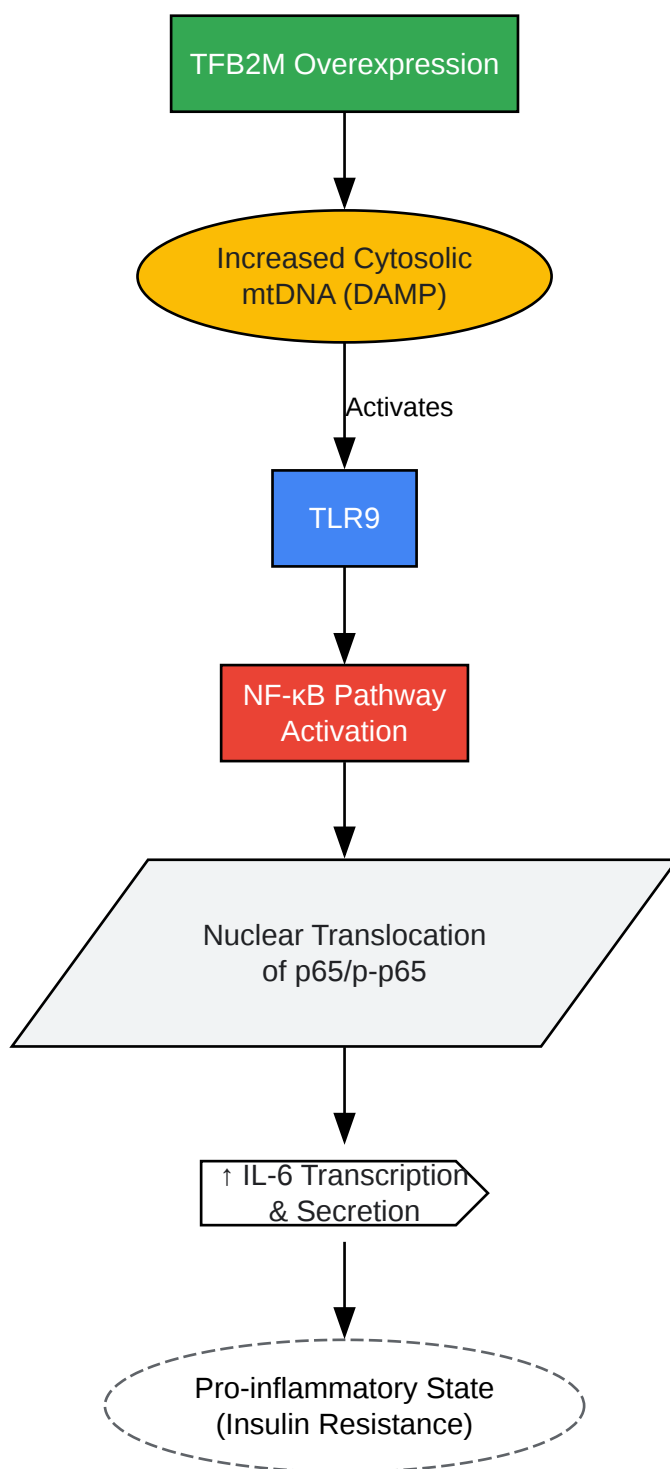 TFB2M Overexpression
Increased Cytosolic
mtDNA (DAMP)
Activates
TLR9
NF-κB Pathway
Activation
Nuclear Translocation
of p65/p-p65
↑ IL-6 Transcription
& Secretion
Pro-inflammatory State
(Insulin Resistance)